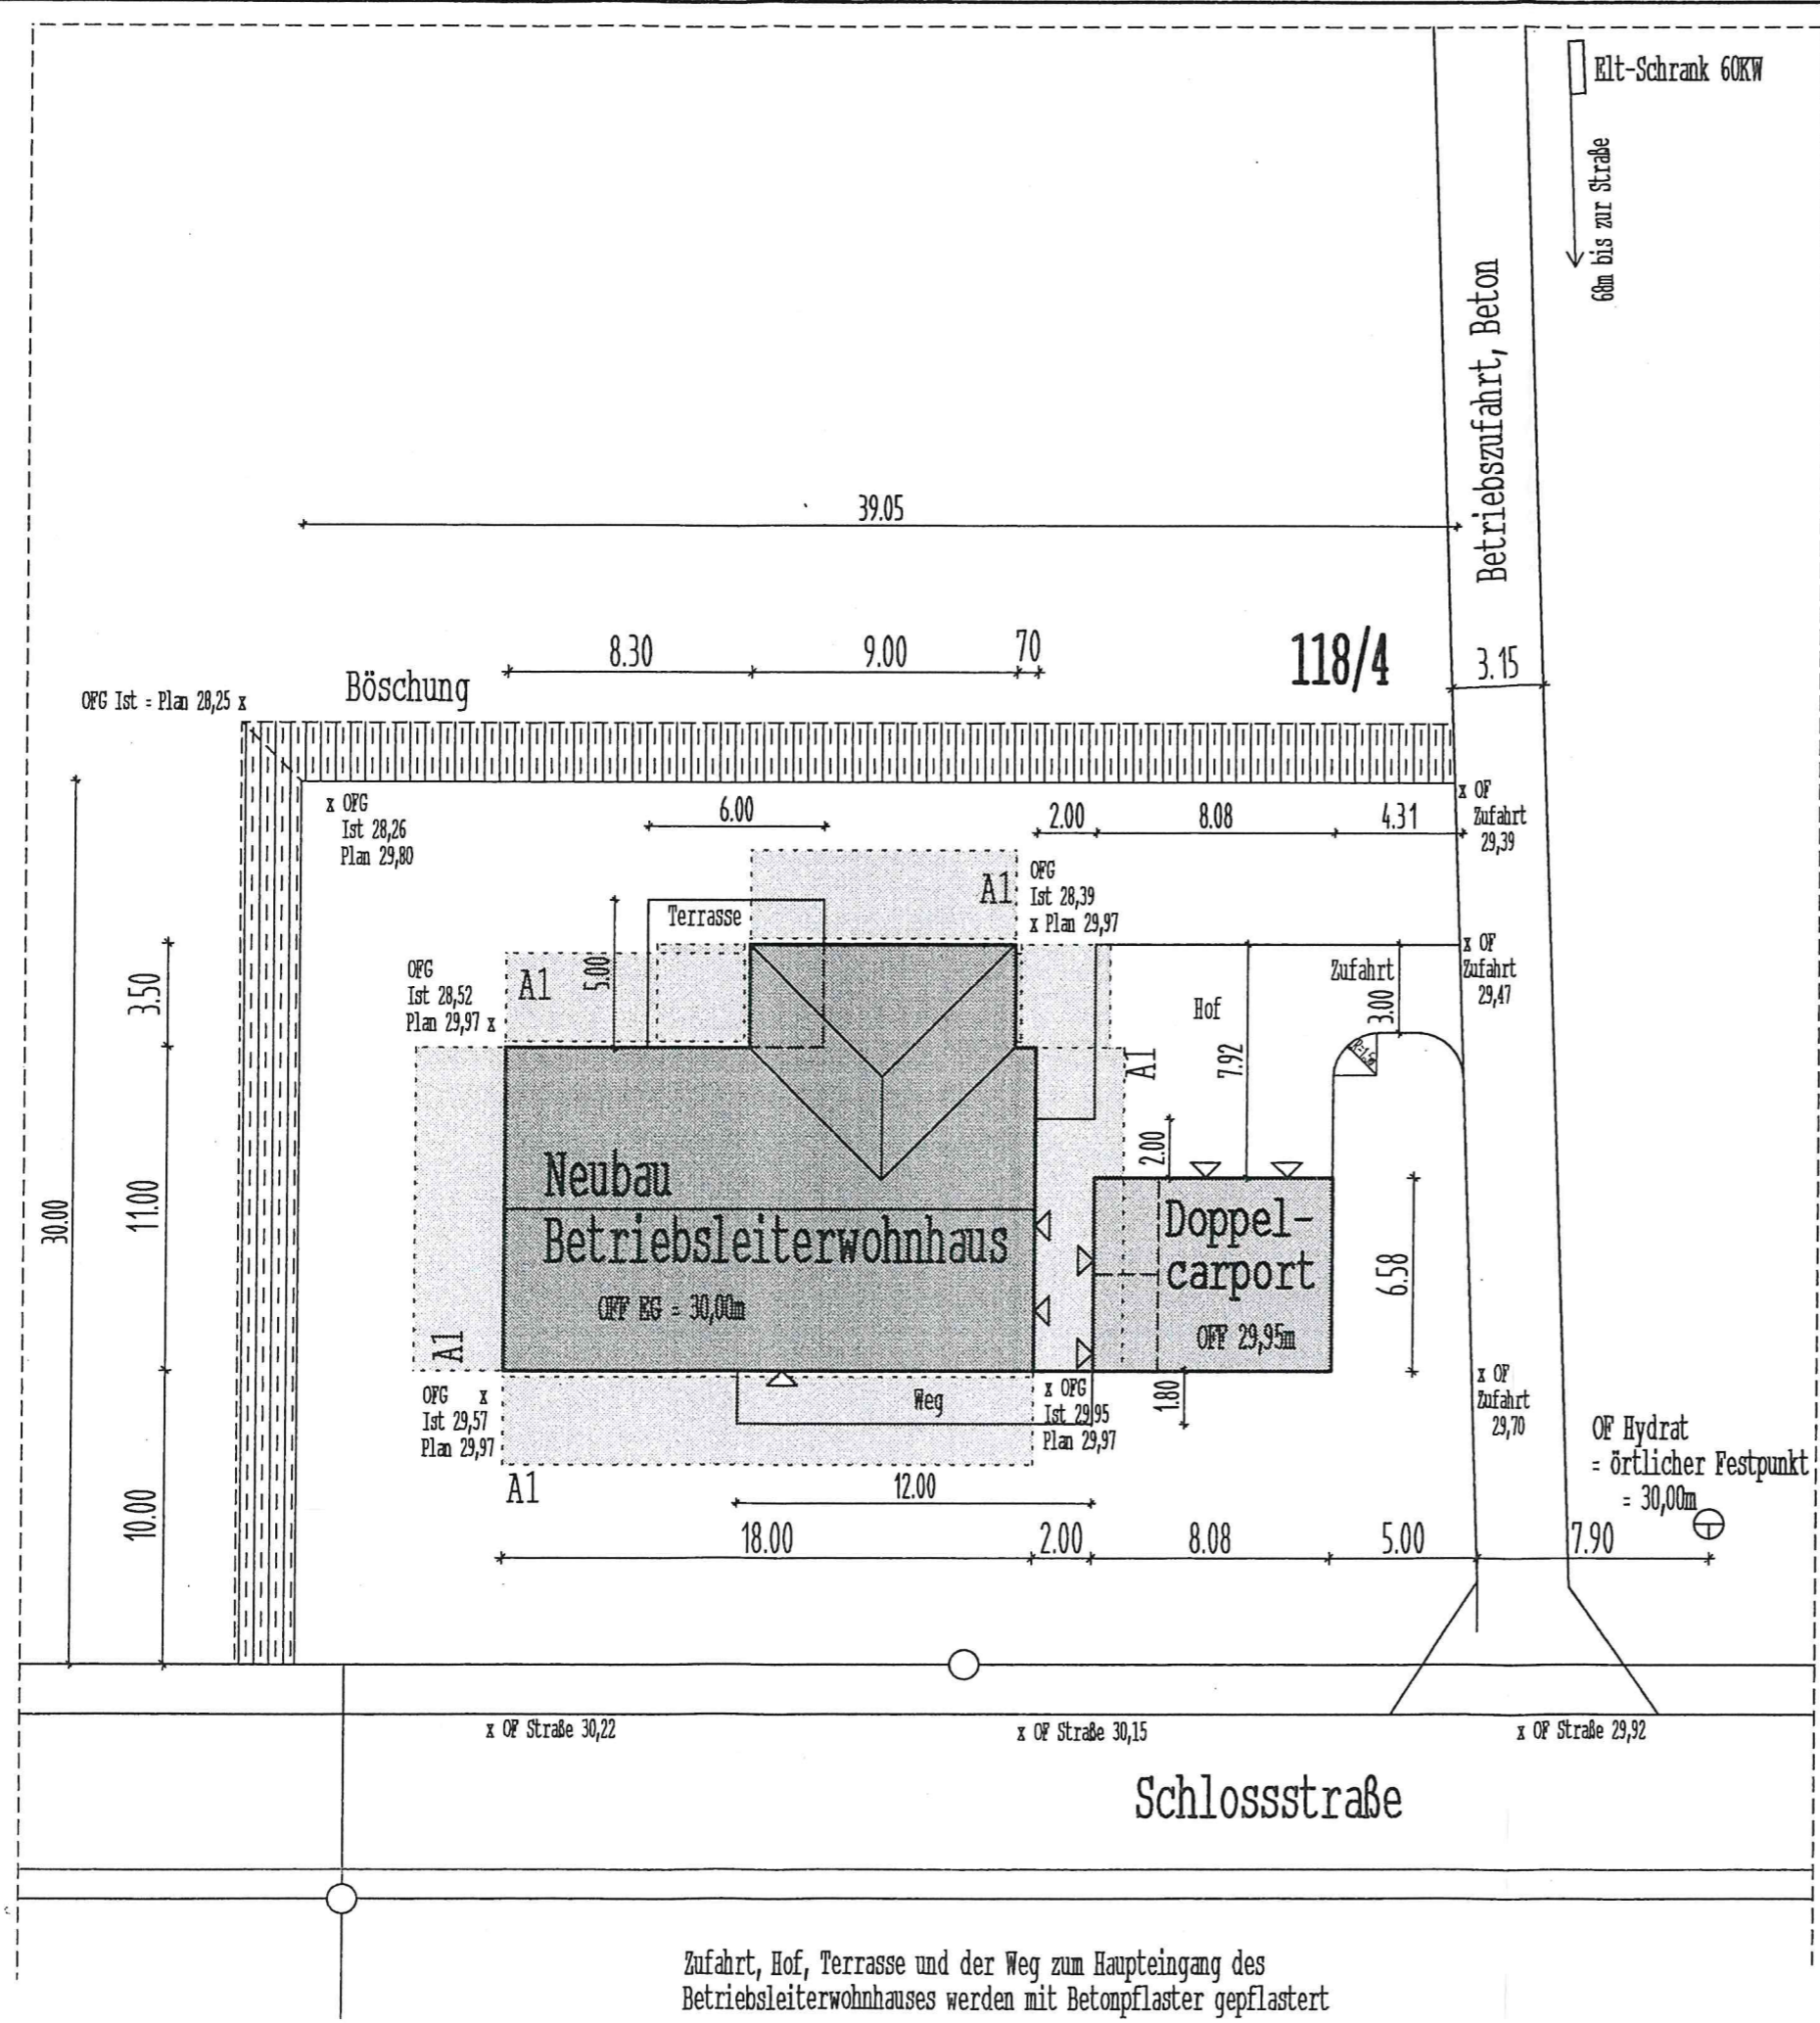 Elt-Schrank 60KW
68m bis zur Straße
Betriebszufahrt, Beton
39.05
8.30
9.00
70
118/4
3.15
Böschung
OFG Ist = Plan 28,25 x
x OFG
Ist 28,26
Plan 29,80
6.00
2.00
8.08
4.31
x OF
Zufahrt
29,39
A1
OFG
Ist 28,39
x Plan 29,97
Terrasse
5.00
x OF
Zufahrt
29,47
Zufahrt
3.00
Hof
7.92
3.50
OFG
Ist 28,52
Plan 29,97 x
A1
A1
2.00
30.00
11.00
Neubau
Betriebsleiterwohnhaus
OFF EG = 30,00m
Doppel-
carport
OFF 29,95m
6.58
A1
OFG x
Ist 29,57
Plan 29,97
Weg
x OFG
Ist 29,95
Plan 29,97
1.80
x OF
Zufahrt
29,70
OF Hydrat
= örtlicher Festpunkt
= 30,00m
A1
12.00
10.00
18.00
2.00
8.08
5.00
7.90
x OF Straße 30,22
x OF Straße 30,15
x OF Straße 29,92
Schlossstraße
Zufahrt, Hof, Terrasse und der Weg zum Haupteingang des
Betriebsleiterwohnhauses werden mit Betonpflaster gepflastert